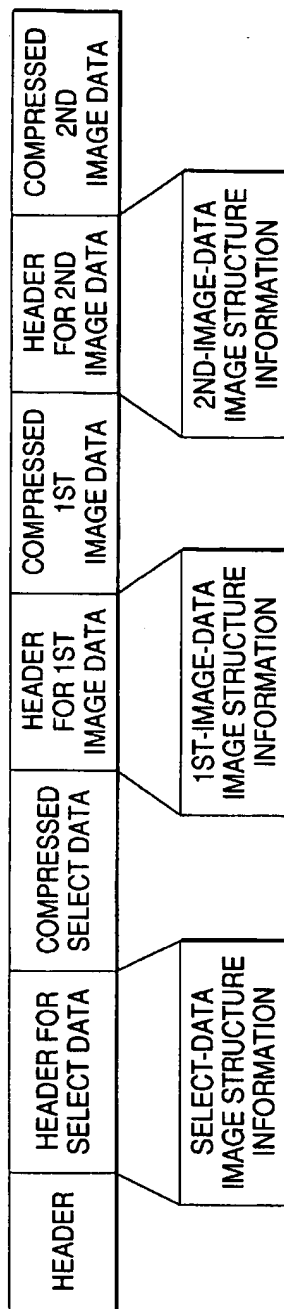 HEADER
HEADER FOR
SELECT DATA
COMPRESSED
SELECT DATA
HEADER
FOR 1ST
IMAGE DATA
COMPRESSED
1ST
IMAGE DATA
HEADER
FOR 2ND
IMAGE DATA
COMPRESSED
2ND
IMAGE DATA
SELECT-DATA
IMAGE STRUCTURE
INFORMATION
1ST-IMAGE-DATA
IMAGE STRUCTURE
INFORMATION
2ND-IMAGE-DATA
IMAGE STRUCTURE
INFORMATION